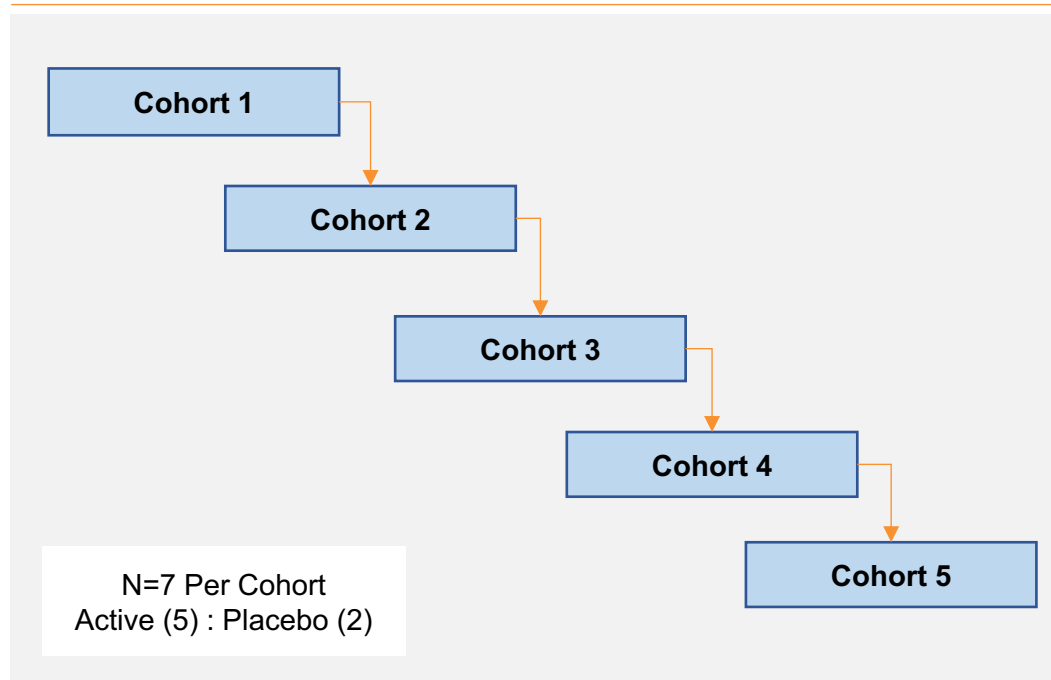 Cohort 1
Cohort 2
Cohort 3
Cohort 4
Cohort 5
N=7 Per Cohort
Active (5) : Placebo (2)